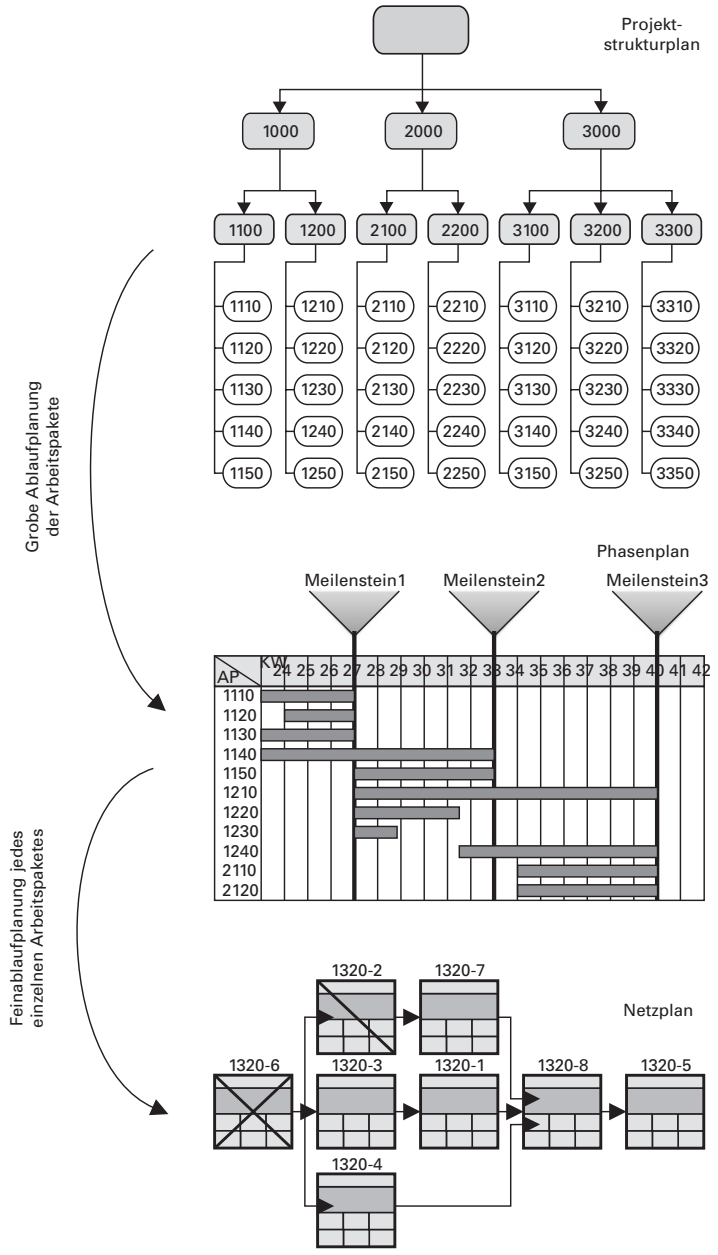 Projekt-
strukturplan
1000 2000 3000
1100 1200 2100 2200 3100 3200 3300
1110 1210 2110 2210 3110 3210 3310
1120 1220 2120 2220 3120 3220 3320
1130 1230 2130 2230 3130 3230 3330
1140 1240 2140 2240 3140 3240 3340
1150 1250 2150 2250 3150 3250 3350
Grobe Ablaufplanung
der Arbeitspakete
Phasenplan
Meilenstein1 Meilenstein2 Meilenstein3
KW 24 25 26 27 28 29 30 31 32 33 34 35 36 37 38 39 40 41 42
AP
1110
1120
1130
1140
1150
1210
1220
1230
1240
2110
2120
Feinablaufplanung jedes
einzelnen Arbeitspaketes
Netzplan
1320-2 1320-7
1320-6 1320-3 1320-1 1320-8 1320-5
1320-4